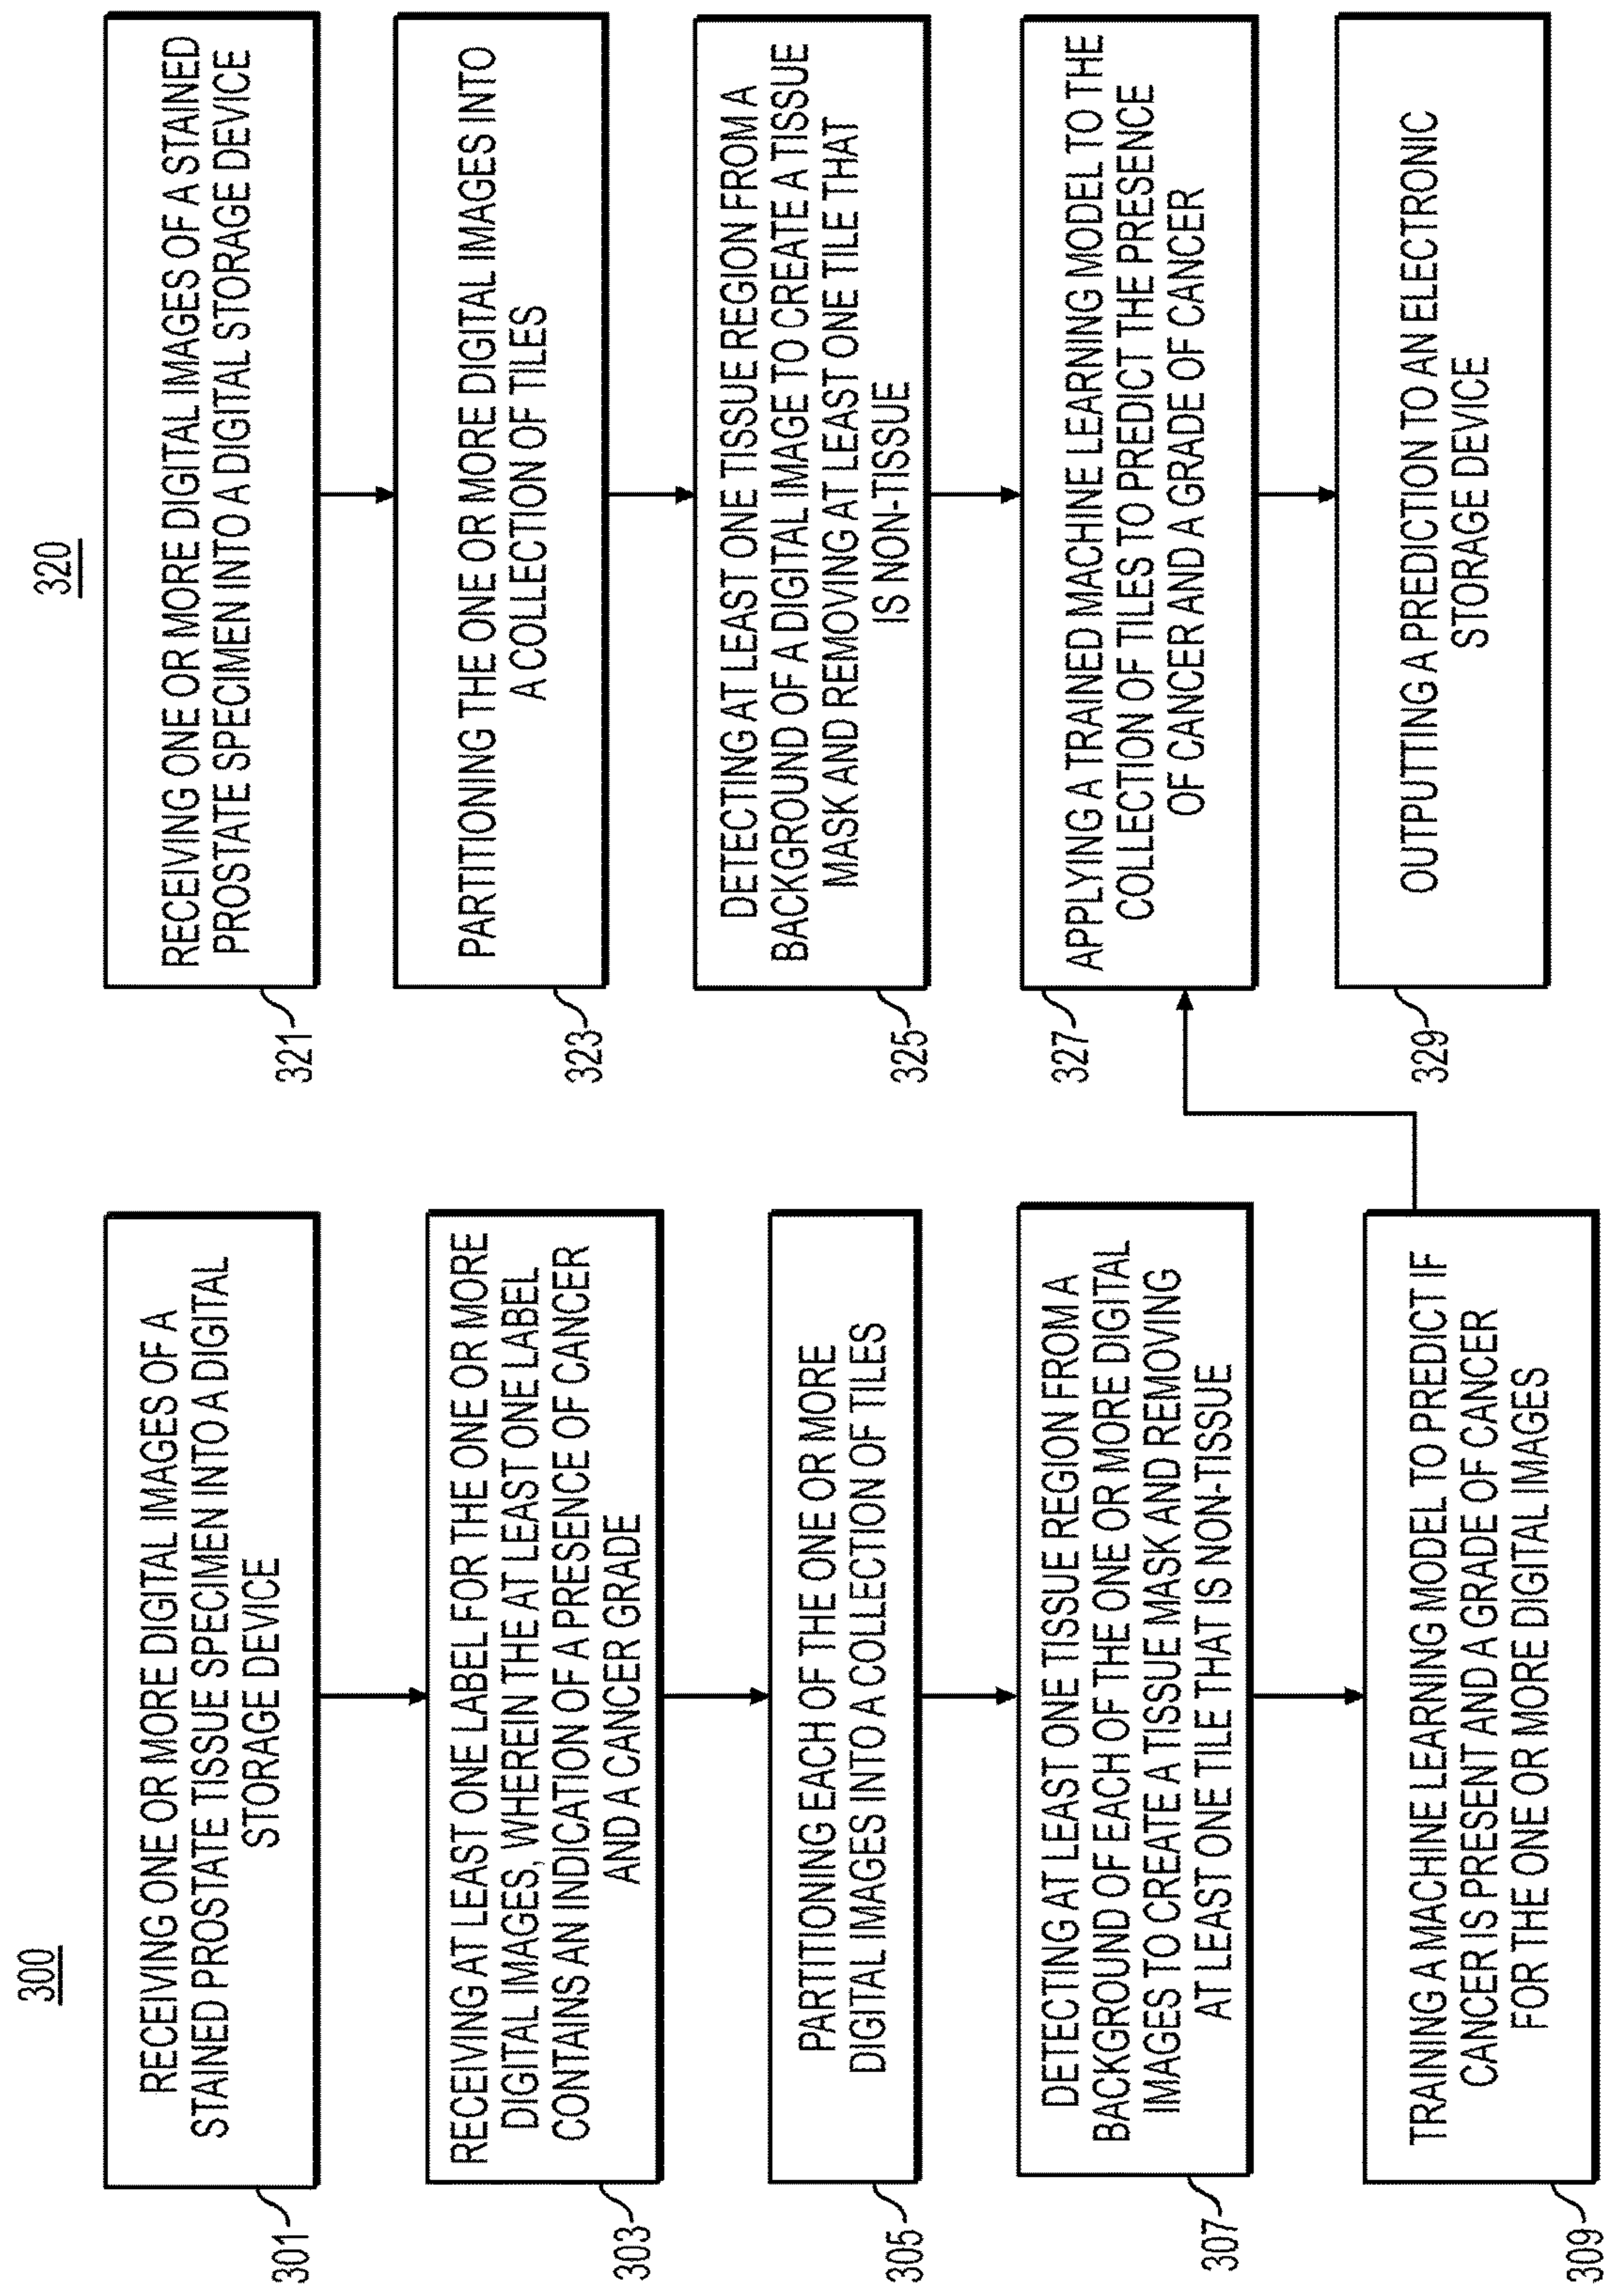 300
301
RECEIVING ONE OR MORE DIGITAL IMAGES OF A
STAINED PROSTATE TISSUE SPECIMEN INTO A DIGITAL
STORAGE DEVICE
303
RECEIVING AT LEAST ONE LABEL FOR THE ONE OR MORE
DIGITAL IMAGES, WHEREIN THE AT LEAST ONE LABEL
CONTAINS AN INDICATION OF A PRESENCE OF CANCER
AND A CANCER GRADE
305
PARTITIONING EACH OF THE ONE OR MORE
DIGITAL IMAGES INTO A COLLECTION OF TILES
307
DETECTING AT LEAST ONE TISSUE REGION FROM A
BACKGROUND OF EACH OF THE ONE OR MORE DIGITAL
IMAGES TO CREATE A TISSUE MASK AND REMOVING
AT LEAST ONE TILE THAT IS NON-TISSUE
309
TRAINING A MACHINE LEARNING MODEL TO PREDICT IF
CANCER IS PRESENT AND A GRADE OF CANCER
FOR THE ONE OR MORE DIGITAL IMAGES
320
321
RECEIVING ONE OR MORE DIGITAL IMAGES OF A STAINED
PROSTATE SPECIMEN INTO A DIGITAL STORAGE DEVICE
323
PARTITIONING THE ONE OR MORE DIGITAL IMAGES INTO
A COLLECTION OF TILES
325
DETECTING AT LEAST ONE TISSUE REGION FROM A
BACKGROUND OF A DIGITAL IMAGE TO CREATE A TISSUE
MASK AND REMOVING AT LEAST ONE TILE THAT
IS NON-TISSUE
327
APPLYING A TRAINED MACHINE LEARNING MODEL TO THE
COLLECTION OF TILES TO PREDICT THE PRESENCE
OF CANCER AND A GRADE OF CANCER
329
OUTPUTTING A PREDICTION TO AN ELECTRONIC
STORAGE DEVICE